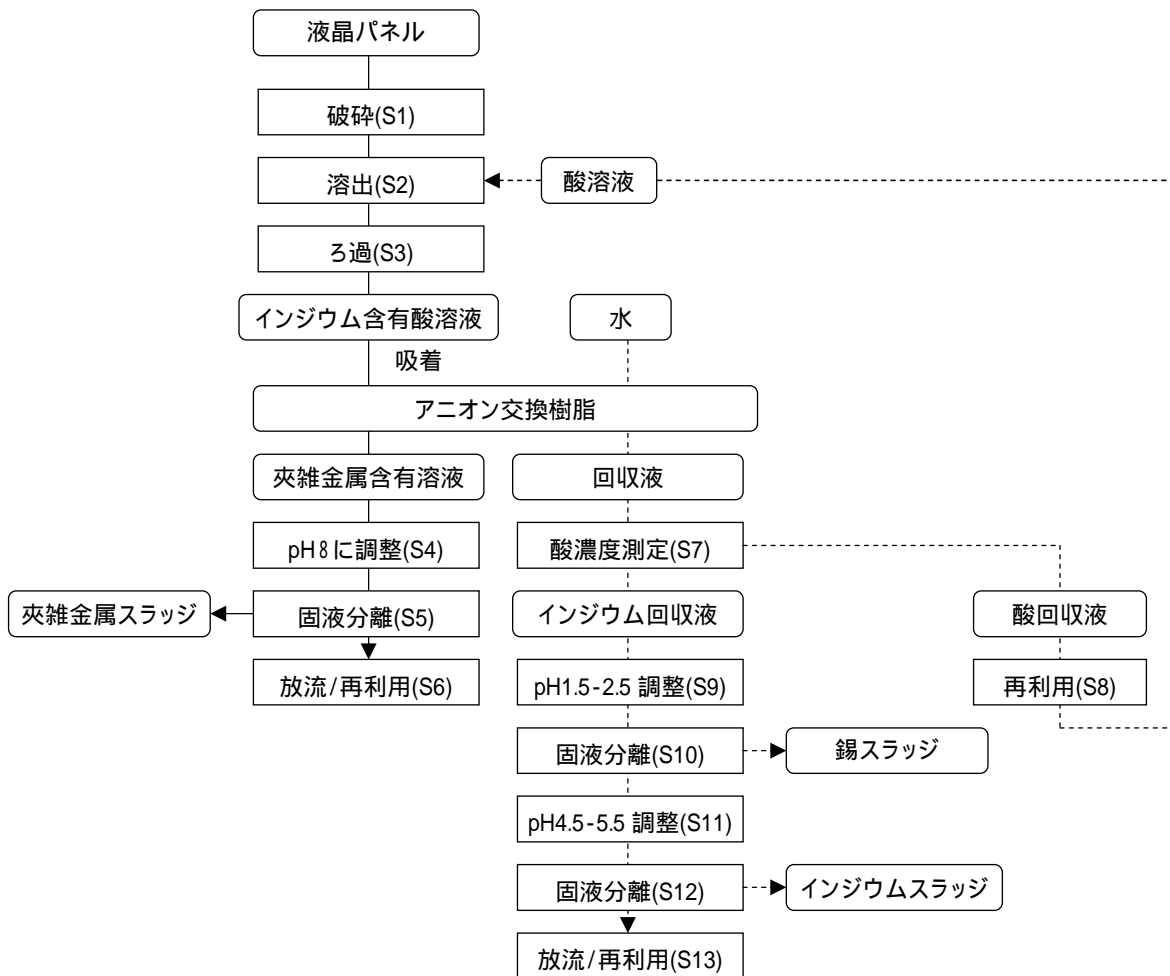 液晶パネル
破砕(S1)
溶出(S2)
酸溶液
ろ過(S3)
インジウム含有酸溶液
水
吸着
アニオン交換樹脂
夾雑金属含有溶液
回収液
pH8に調整(S4)
酸濃度測定(S7)
夾雑金属スラッジ
固液分離(S5)
インジウム回収液
酸回収液
放流/再利用(S6)
pH1.5-2.5 調整(S9)
再利用(S8)
固液分離(S10)
錫スラッジ
pH4.5-5.5 調整(S11)
固液分離(S12)
インジウムスラッジ
放流/再利用(S13)